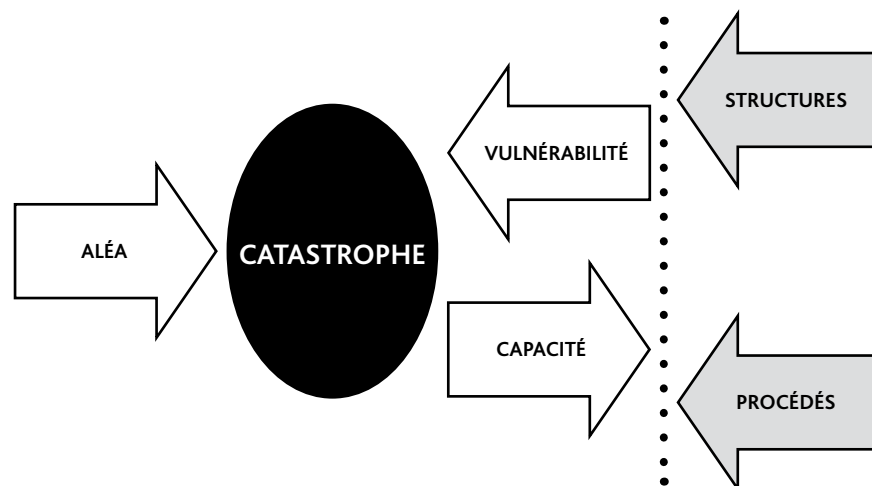 STRUCTURES
VULNÉRABILITÉ
ALÉA
CATASTROPHE
CAPACITÉ
PROCÉDÉS